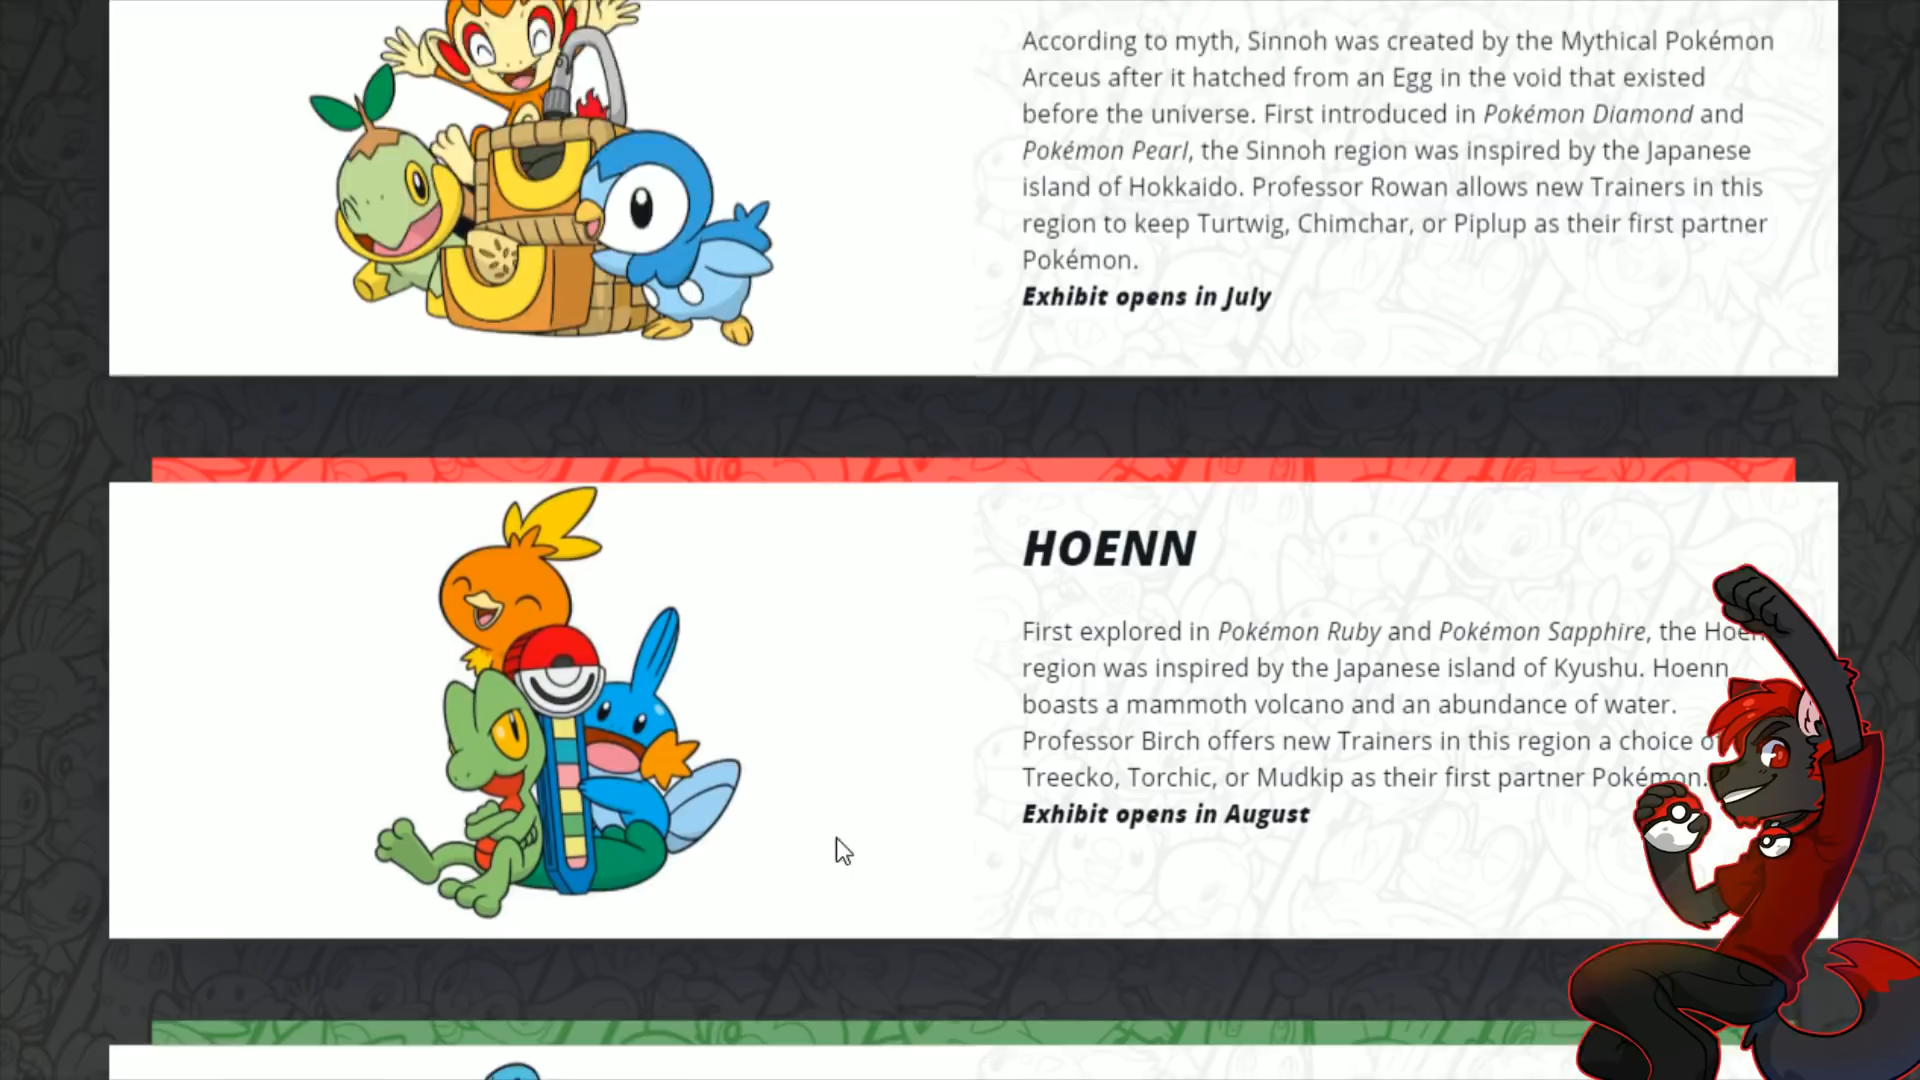 According to myth, Sinnoh was created by the Mythical Pokémon
Arceus after it hatched from an Egg in the void that existed
before the universe. First introduced in Pokémon Diamond and
Pokémon Pearl, the Sinnoh region was inspired by the Japanese
island of Hokkaido. Professor Rowan allows new Trainers in this
region to keep Turtwig, Chimchar, or Piplup as their first partner
Pokémon.
Exhibit opens in July
HOENN
First explored in Pokémon Ruby and Pokémon Sapphire, the Hoenn
region was inspired by the Japanese island of Kyushu. Hoenn
boasts a mammoth volcano and an abundance of water.
Professor Birch offers new Trainers in this region a choice of
Treecko, Torchic, or Mudkip as their first partner Pokémon.
Exhibit opens in August